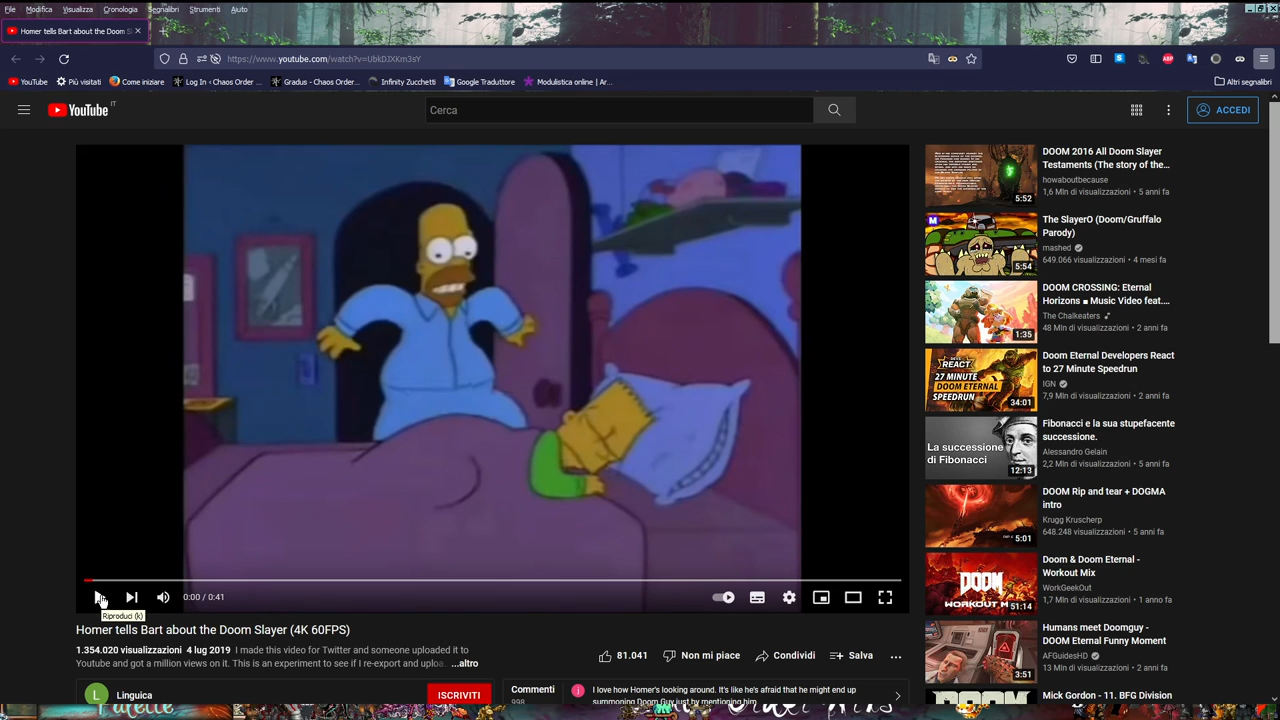 File Modifica Visualizza Cronologia Segnalibri Strumenti Aiuto
Homer tells Bart about the Doom S
https://www.youtube.com/watch?v=UbkDJXKm3sY
YouTube Più visitati Come iniziare Log In ‹ Chaos Order ... Gradus - Chaos Order... Infinity Zucchetti Google Traduttore Modulistica online | Ar...
Altri segnalibri
YouTube IT
Cerca
ACCEDI
0:00 / 0:41
Riproduci (k)
Homer tells Bart about the Doom Slayer (4K 60FPS)
1.354.020 visualizzazioni 4 lug 2019 I made this video for Twitter and someone uploaded it to
Youtube and got a million views on it. This is an experiment to see if I re-export and uploa... ...altro
81.041 Non mi piace Condividi Salva
L Linguica
ISCRIVITI
Commenti
998
I love how Homer's looking around. It's like he's afraid that he might end up
summoning Doom Guy just by mentioning him.
5:52
DOOM 2016 All Doom Slayer
Testaments (The story of the...
howaboutbecause
1,6 Mln di visualizzazioni • 5 anni fa
M
5:54
The SlayerO (Doom/Gruffalo
Parody)
mashed
649.066 visualizzazioni • 4 mesi fa
1:35
DOOM CROSSING: Eternal
Horizons ■ Music Video feat....
The Chalkeaters
48 Mln di visualizzazioni • 2 anni fa
REACT
27 MINUTE
DOOM ETERNAL
SPEEDRUN
34:01
Doom Eternal Developers React
to 27 Minute Speedrun
IGN
7,9 Mln di visualizzazioni • 2 anni fa
La successione
di Fibonacci
12:13
Fibonacci e la sua stupefacente
successione.
Alessandro Gelain
2,2 Mln di visualizzazioni • 5 anni fa
5:01
DOOM Rip and tear + DOGMA
intro
Krugg Kruscherp
648.248 visualizzazioni • 5 anni fa
DOOM
WORKOUT M
51:14
Doom & Doom Eternal -
Workout Mix
WorkGeekOut
1,7 Mln di visualizzazioni • 1 anno fa
3:51
Humans meet Doomguy -
DOOM Eternal Funny Moment
AFGuidesHD
13 Mln di visualizzazioni • 2 anni fa
DOOM
Mick Gordon - 11. BFG Division